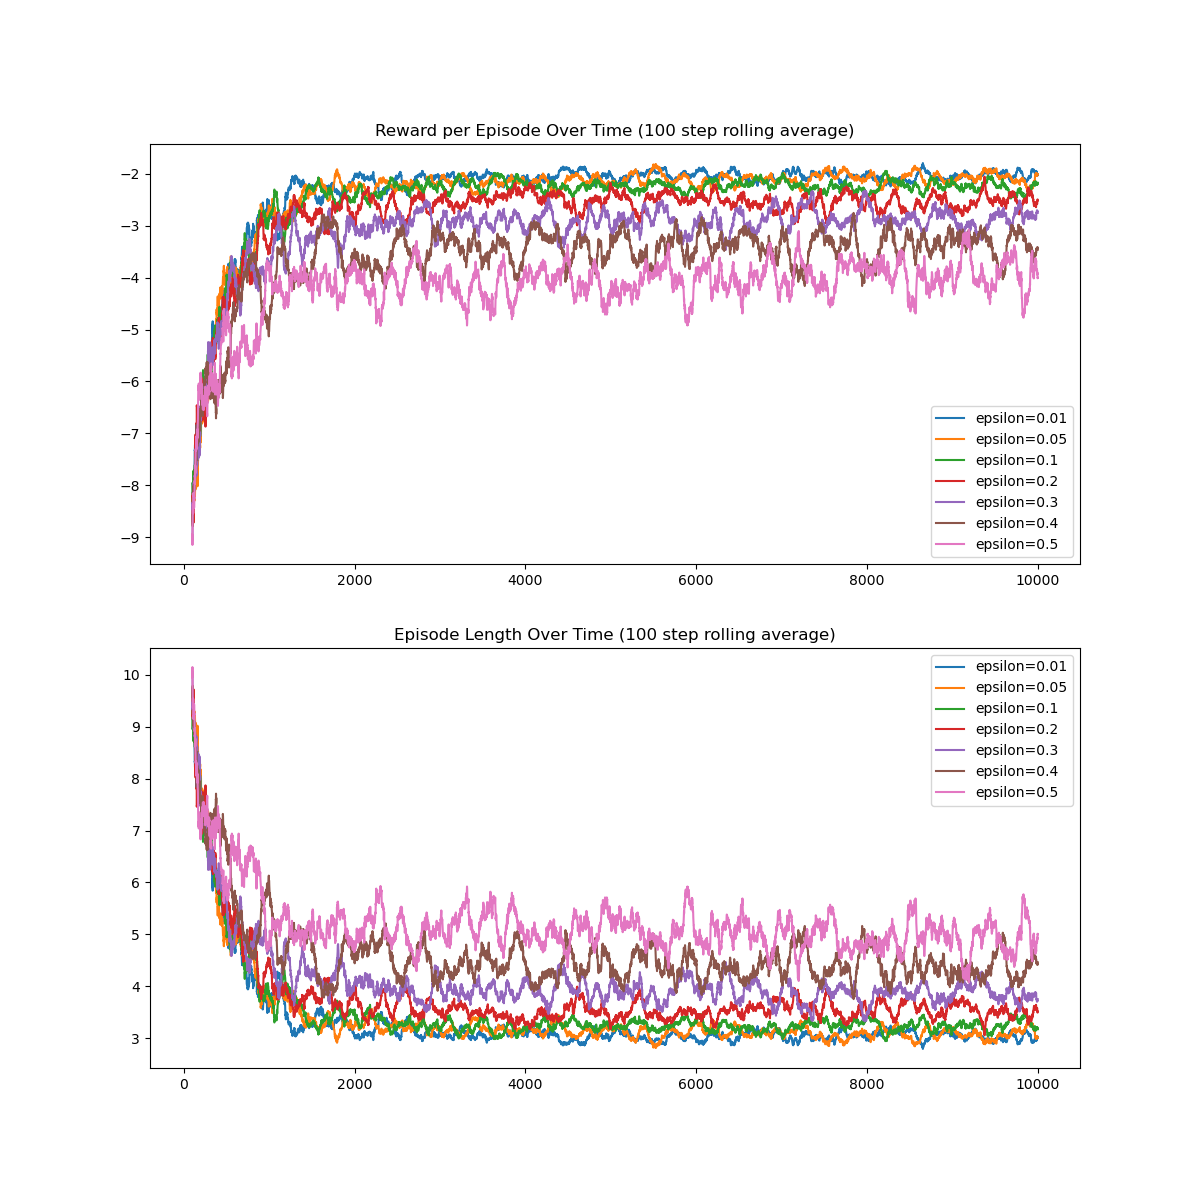 Reward per Episode Over Time (100 step rolling average)
−2
−3
−4
−5
−6
−7
−8
−9
epsilon=0.01
epsilon=0.05
epsilon=0.1
epsilon=0.2
epsilon=0.3
epsilon=0.4
epsilon=0.5
0 2000 4000 6000 8000 10000
Episode Length Over Time (100 step rolling average)
10
9
8
7
6
5
4
3
epsilon=0.01
epsilon=0.05
epsilon=0.1
epsilon=0.2
epsilon=0.3
epsilon=0.4
epsilon=0.5
0 2000 4000 6000 8000 10000